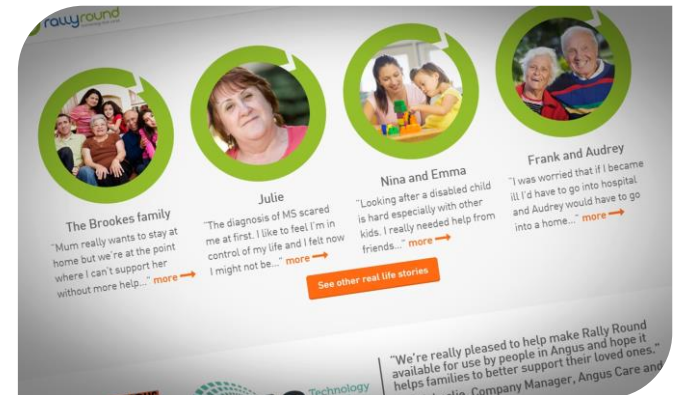 rallyround
The Brookes family
"Mum really wants to stay at
home but we're at the point
where I can't support her
without more help..." more
Julie
"The diagnosis of MS scared
me at first. I like to feel I'm in
control of my life and I felt now
I might not be..." more
Nina and Emma
"Looking after a disabled child
is hard especially with other
kids. I really needed help from
friends..." more
Frank and Audrey
"I was worried that if I became
ill I'd have to go into hospital
and Audrey would have to go
into a home..." more
See other real life stories
Technology
"We're really pleased to help make Rally Round
available for use by people in Angus and hope it
helps families to better support their loved ones."
Company Manager, Angus Care and